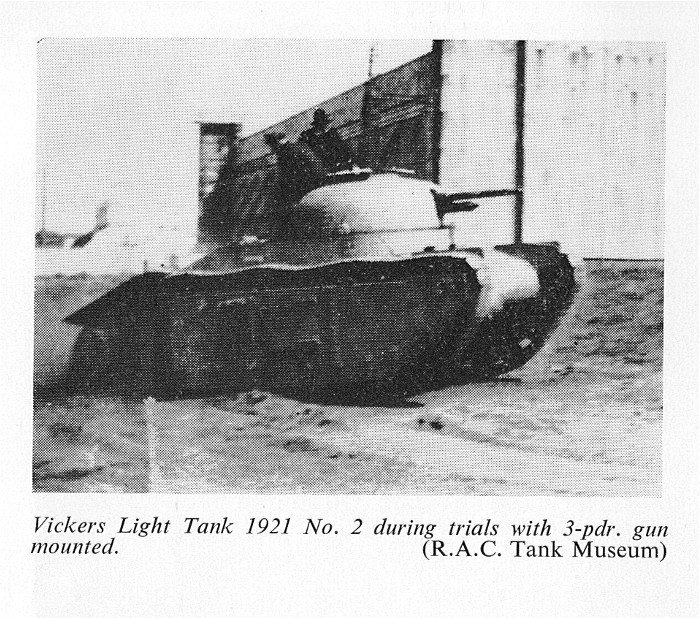 Vickers Light Tank 1921 No. 2 during trials with 3-pdr. gun
mounted. (R.A.C. Tank Museum)